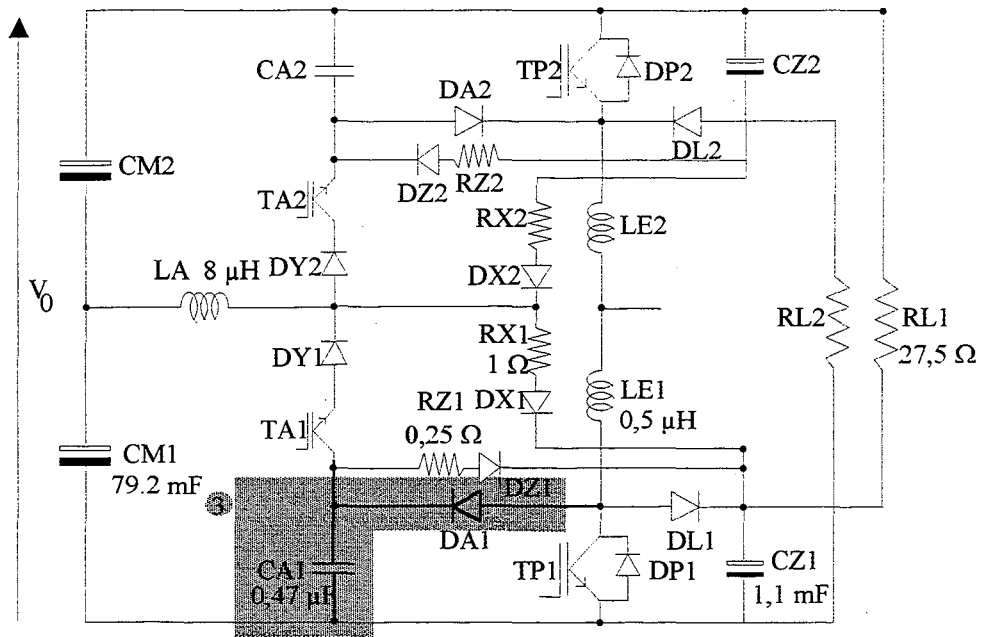 CA2
TP2
DP2
CZ2
DA2
CM2
DZ2
RZ2
DL2
TA2
RX2
LE2
LA 8 µH
DY2
DX2
V0
RX1
1 Ω
RL2
RL1
27,5 Ω
DY1
DX1
LE1
0,5 µH
TA1
RZ1
0,25 Ω
CM1
79.2 mF
3
DZ1
DA1
DL1
CA1
0,47 µF
TP1
DP1
CZ1
1,1 mF